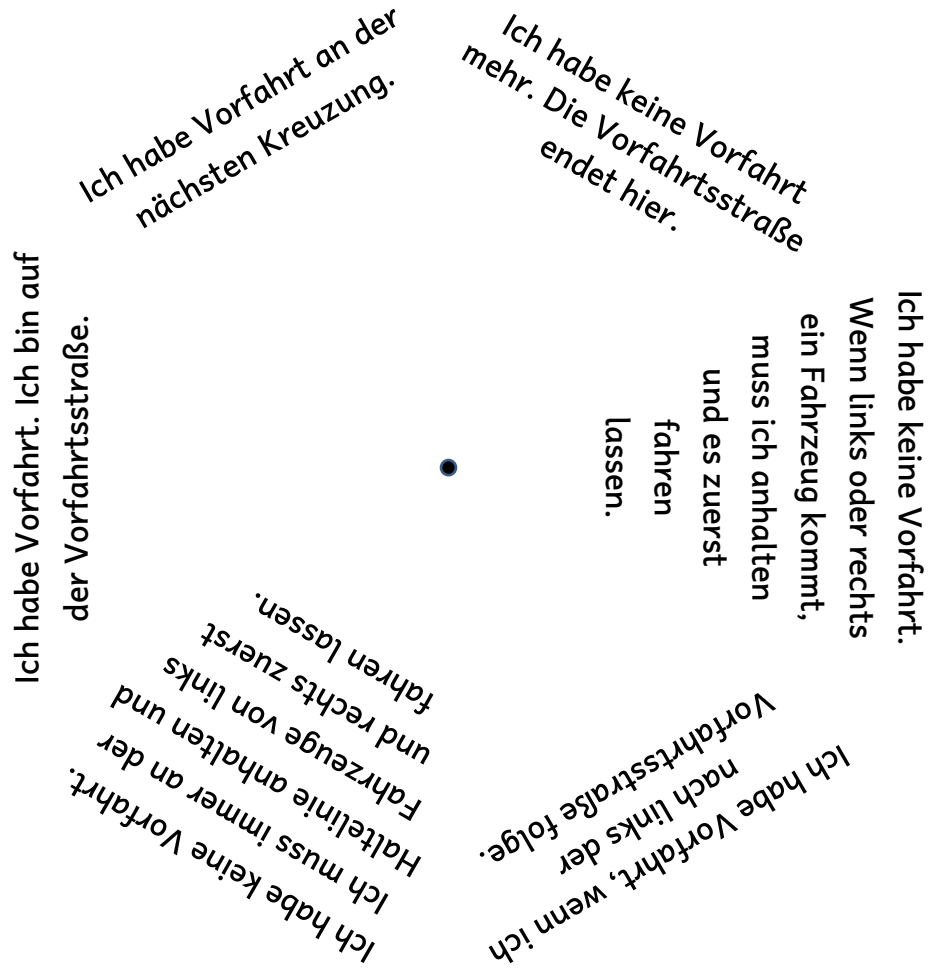 Ich habe Vorfahrt an der
nächsten Kreuzung.
Ich habe keine Vorfahrt
mehr. Die Vorfahrtsstraße
endet hier.
Ich habe keine Vorfahrt.
Wenn links oder rechts
ein Fahrzeug kommt,
muss ich anhalten
und es zuerst
fahren
lassen.
Ich habe Vorfahrt, wenn ich
nach links der
Vorfahrtsstraße folge.
Ich habe keine Vorfahrt.
Ich muss immer an der
Haltelinie anhalten und
Fahrzeuge von links
und rechts zuerst
fahren lassen.
Ich habe Vorfahrt. Ich bin auf
der Vorfahrtsstraße.